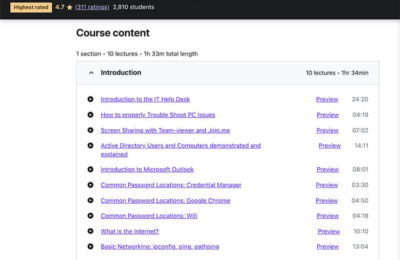 Highest rated 4.7 ★ (311 ratings) 2,810 students
Course content
1 section • 10 lectures • 1h 33m total length
Introduction 10 lectures • 1hr 34min
Introduction to the IT Help Desk Preview 24:20
How to properly Trouble Shoot PC Issues Preview 04:19
Screen Sharing with Team-viewer and Join.me Preview 07:02
Active Directory Users and Computers demonstrated and Preview 14:11
explained
Introduction to Microsoft Outlook Preview 08:01
Common Password Locations: Credential Manager Preview 03:30
Common Password Locations: Google Chrome Preview 04:50
Common Password Locations: Wifi Preview 04:19
What is the Internet? Preview 10:10
Basic Networking: ipconfig, ping, pathping Preview 13:04